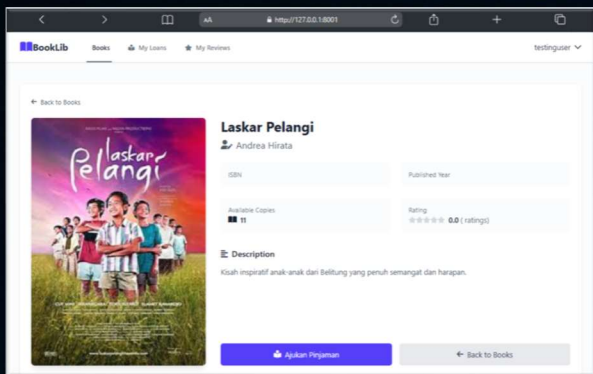 AA
http://127.0.0.1:8001
BookLib
Books
My Loans
My Reviews
testinguser
← Back to Books
Laskar Pelangi
Andrea Hirata
ISBN
Published Year
Available Copies
11
Rating
0.0 ( ratings)
Description
Kisah inspiratif anak-anak dari Belitung yang penuh semangat dan harapan.
laskar
Pelangi
Ajukan Pinjaman
← Back to Books